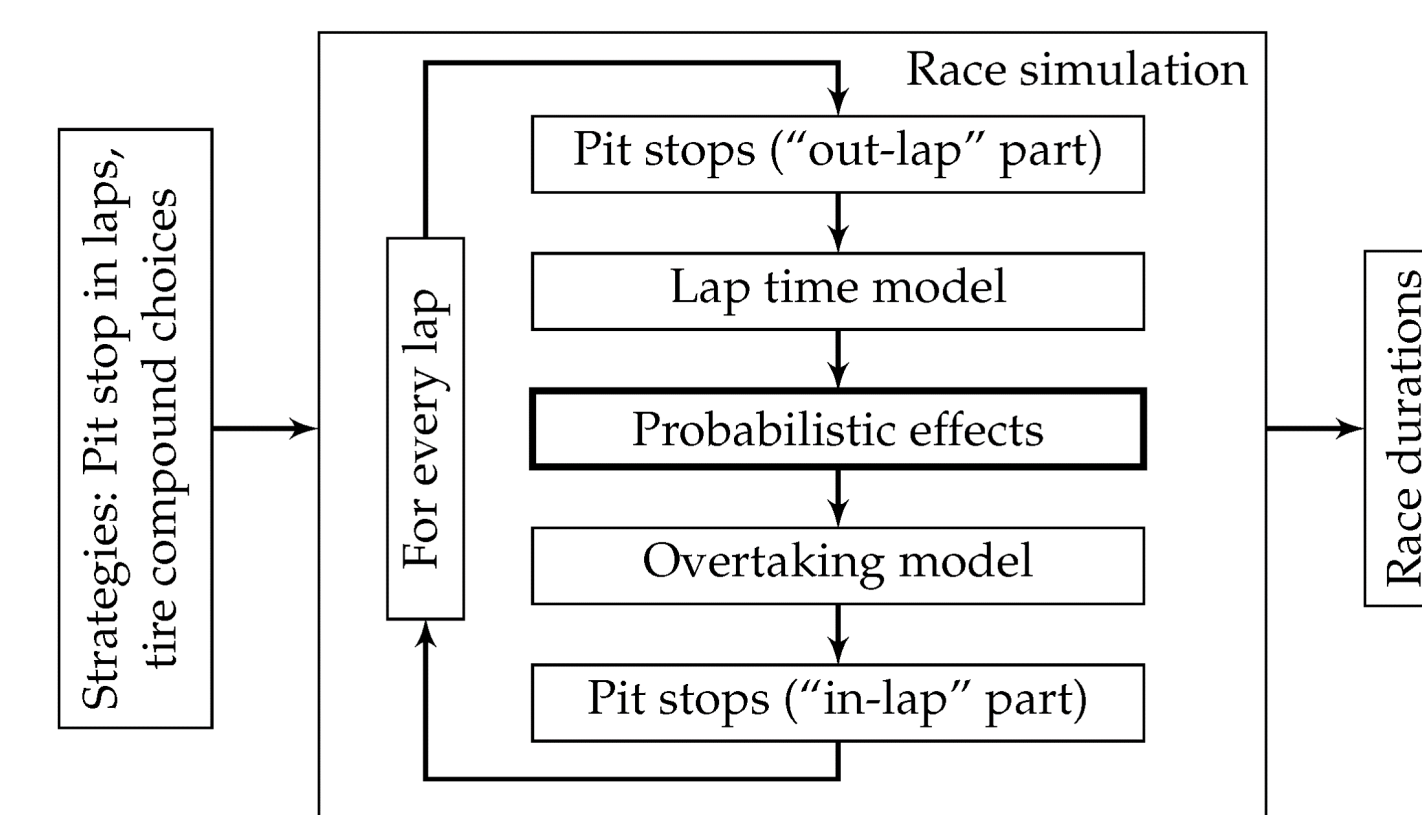 Strategies: Pit stop in laps,
tire compound choices
Race simulation
For every lap
Pit stops (“out-lap” part)
Lap time model
Probabilistic effects
Overtaking model
Pit stops (“in-lap” part)
Race durations